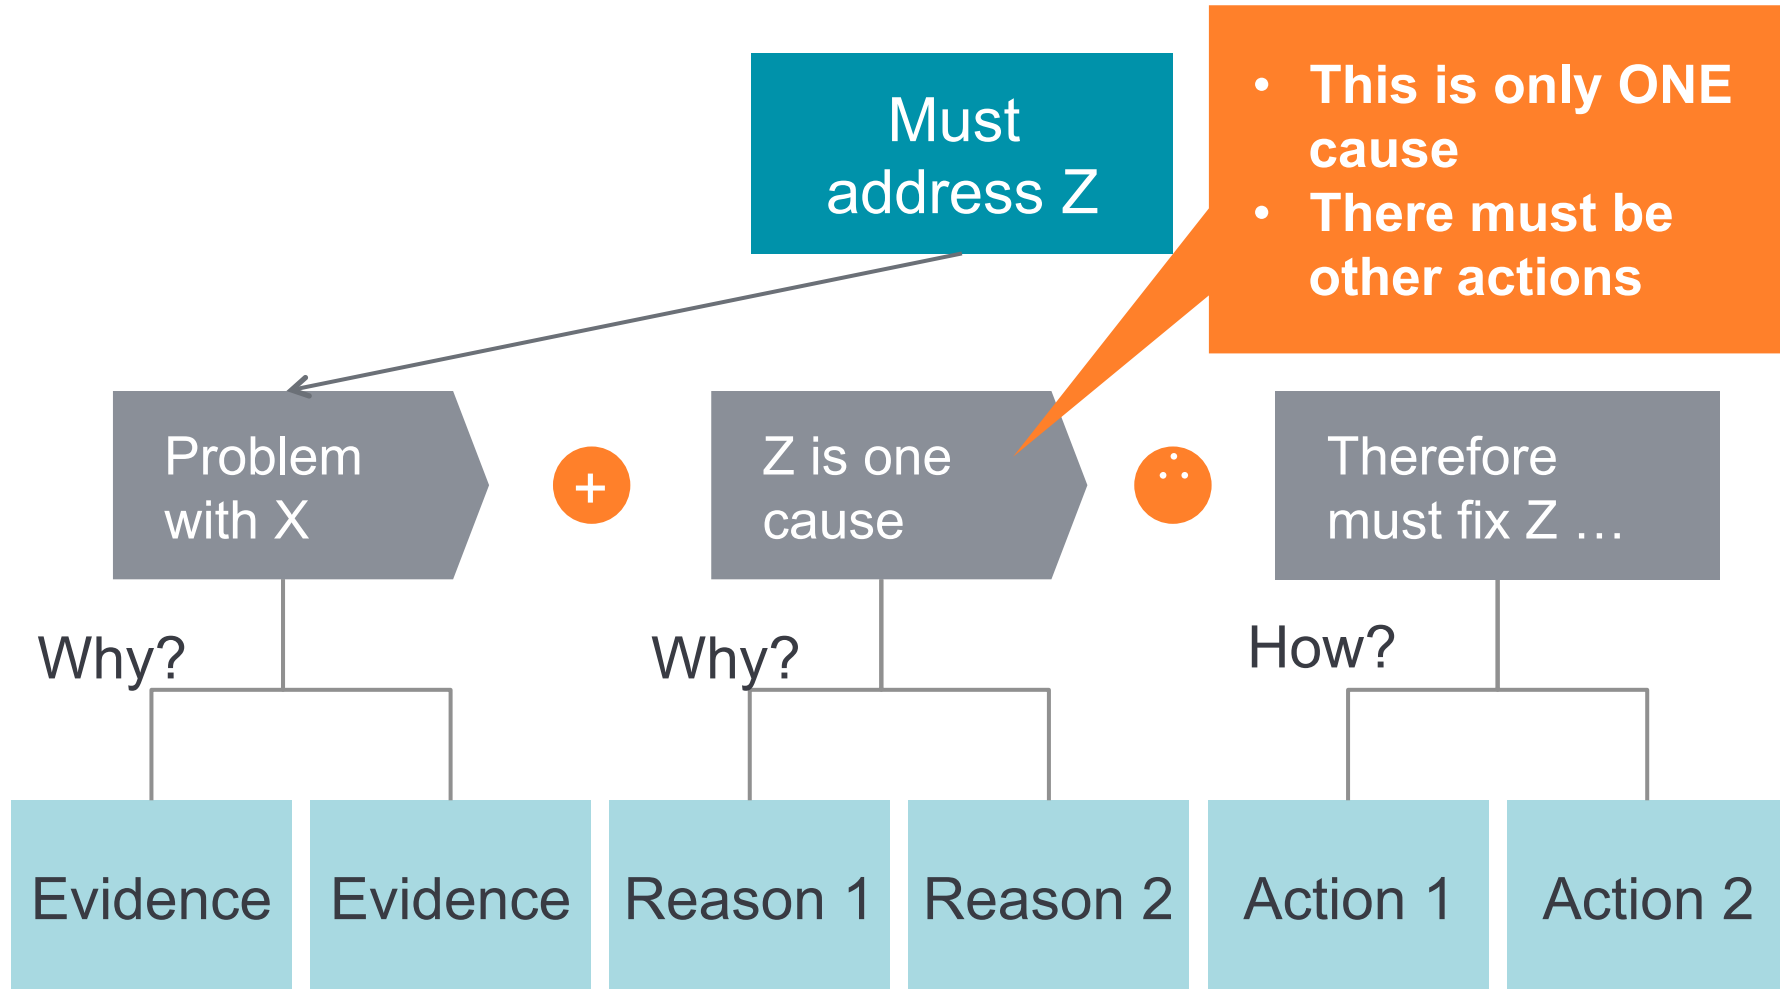 Must
address Z
• This is only ONE
cause
• There must be
other actions
Problem
with X
+
Z is one
cause
∴
Therefore
must fix Z …
Why?
Why?
How?
Evidence
Evidence
Reason 1
Reason 2
Action 1
Action 2